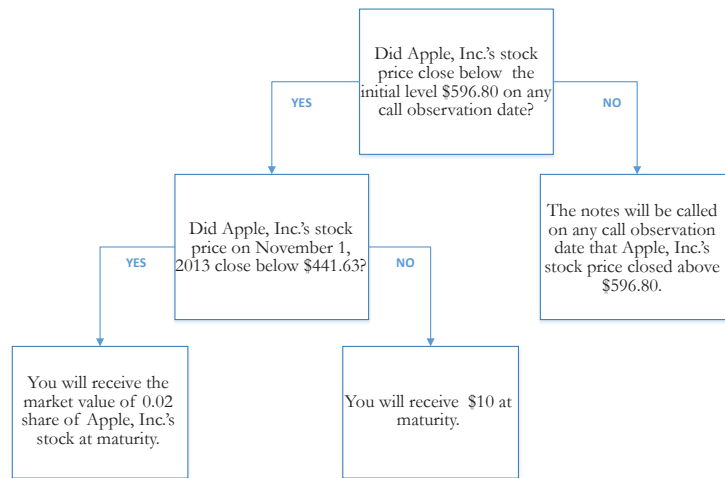 Did Apple, Inc.'s stock
price close below the
initial level $596.80 on any
call observation date?
YES
NO
Did Apple, Inc.'s stock
price on November 1,
2013 close below $441.63?
The notes will be called
on any call observation
date that Apple, Inc.'s
stock price closed above
$596.80.
YES
NO
You will receive the
market value of 0.02
share of Apple, Inc.'s
stock at maturity.
You will receive $10 at
maturity.